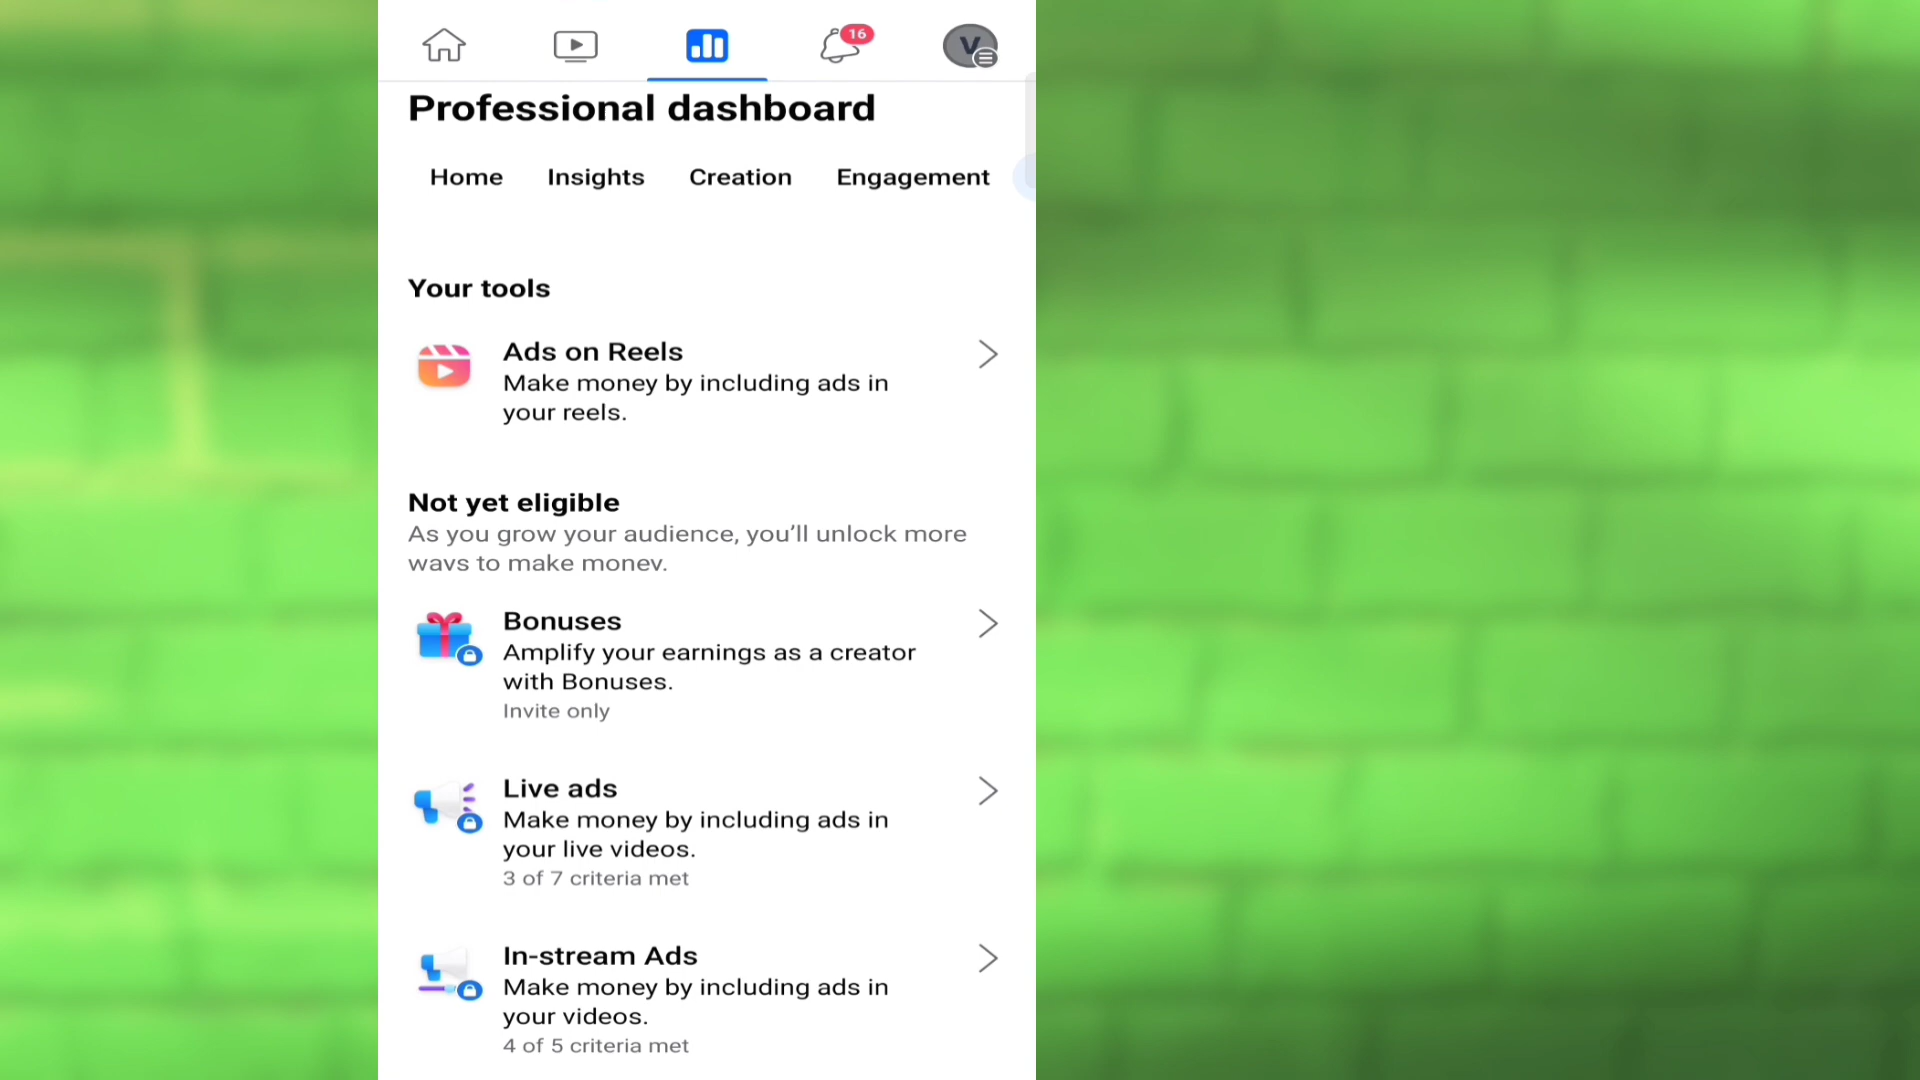 16
V
Professional dashboard
Home Insights Creation Engagement
Your tools
Ads on Reels
Make money by including ads in
your reels.
Not yet eligible
As you grow your audience, you’ll unlock more
ways to make money.
Bonuses
Amplify your earnings as a creator
with Bonuses.
Invite only
Live ads
Make money by including ads in
your live videos.
3 of 7 criteria met
In-stream Ads
Make money by including ads in
your videos.
4 of 5 criteria met